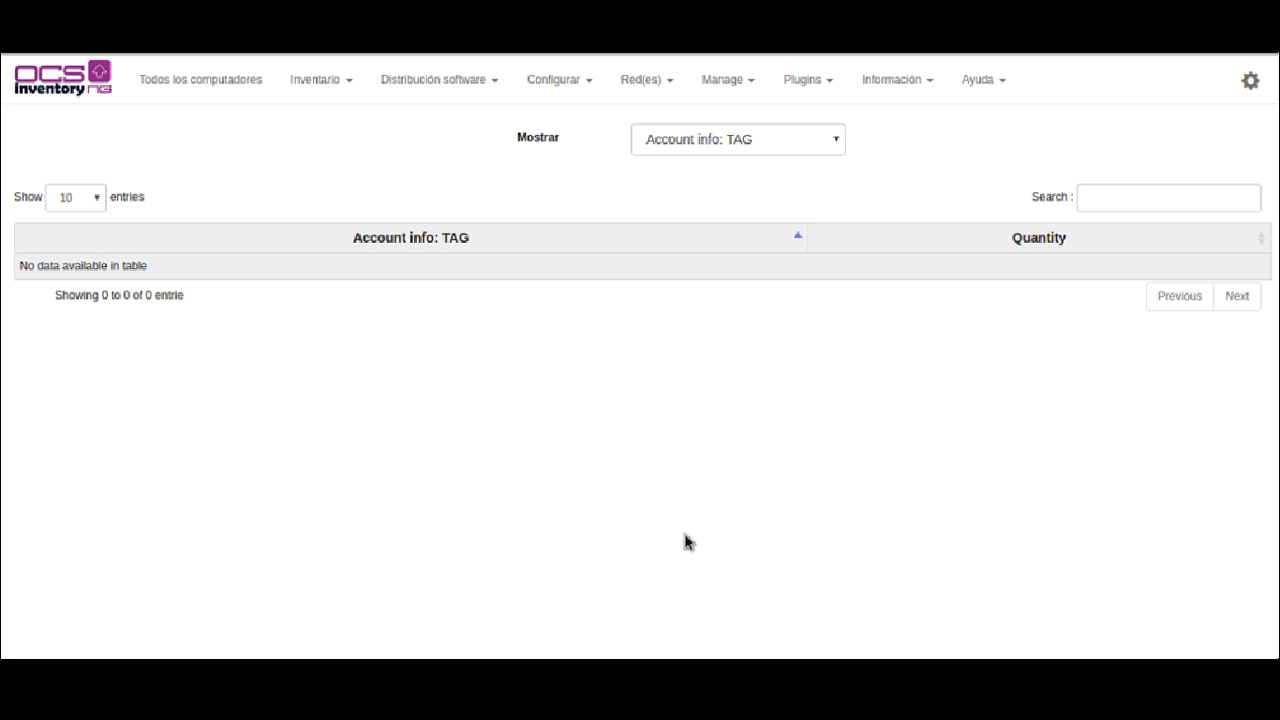 OCS inventory NG
Todos los computadores Inventario Distribución software Configurar Red(es) Manage Plugins Información Ayuda
Mostrar Account info: TAG
Show 10 entries Search :
Account info: TAG Quantity
No data available in table
Showing 0 to 0 of 0 entrie Previous Next